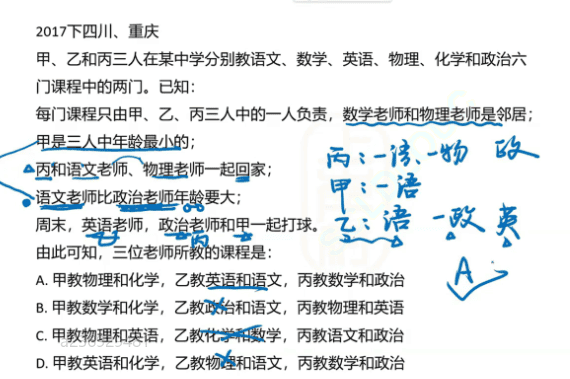 2017下四川、重庆
甲、乙和丙三人在某中学分别教语文、数学、英语、物理、化学和政治六
门课程中的两门。已知：
每门课程只由甲、乙、丙三人中的一人负责，数学老师和物理老师是邻居；
甲是三人中年龄最小的；
丙和语文老师、物理老师一起回家；
语文老师比政治老师年龄要大；
周末，英语老师，政治老师和甲一起打球。
由此可知，三位老师所教的课程是：
A. 甲教物理和化学，乙教英语和语文，丙教数学和政治
B. 甲教数学和化学，乙教政治和语文，丙教物理和英语
C. 甲教物理和英语，乙教化学和数学，丙教语文和政治
D. 甲教英语和化学，乙教物理和语文，丙教数学和政治
丙：一语、一物 政
甲：一语
乙：语 一政 英
A
乙
丙